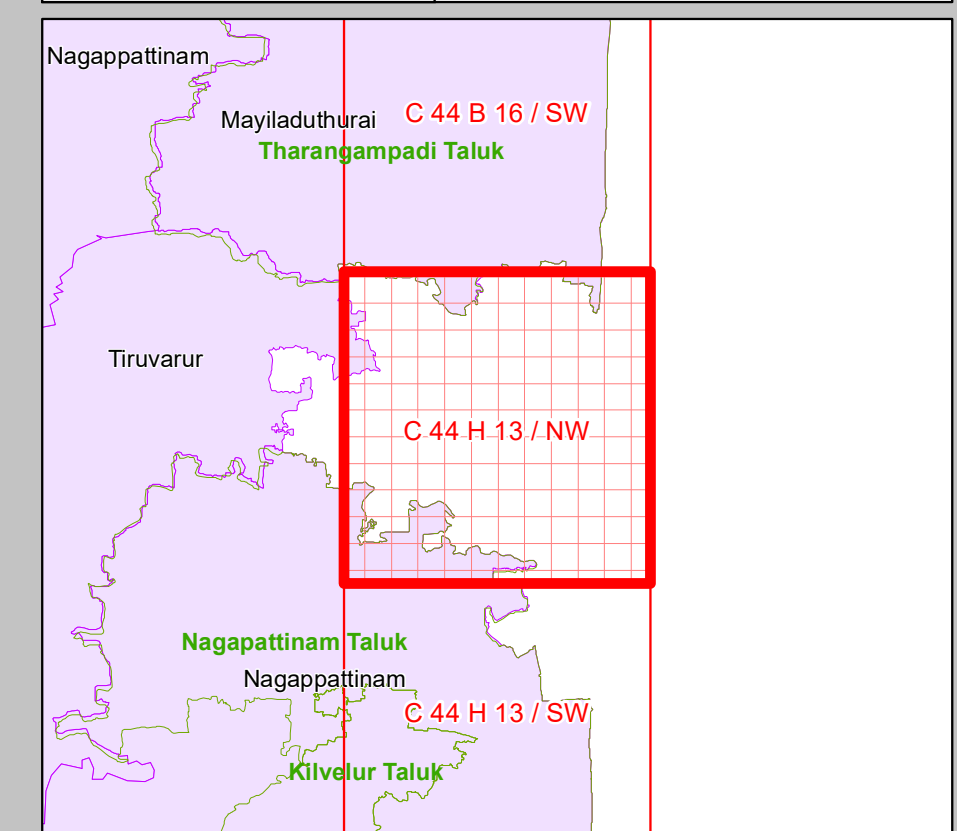 Nagappattinam
Mayiladuthurai
C 44 B 16 / SW
Tharangampadi Taluk
Tiruvarur
C 44 H 13 / NW
Nagapattinam Taluk
Nagappattinam
C 44 H 13 / SW
Kilvelur Taluk